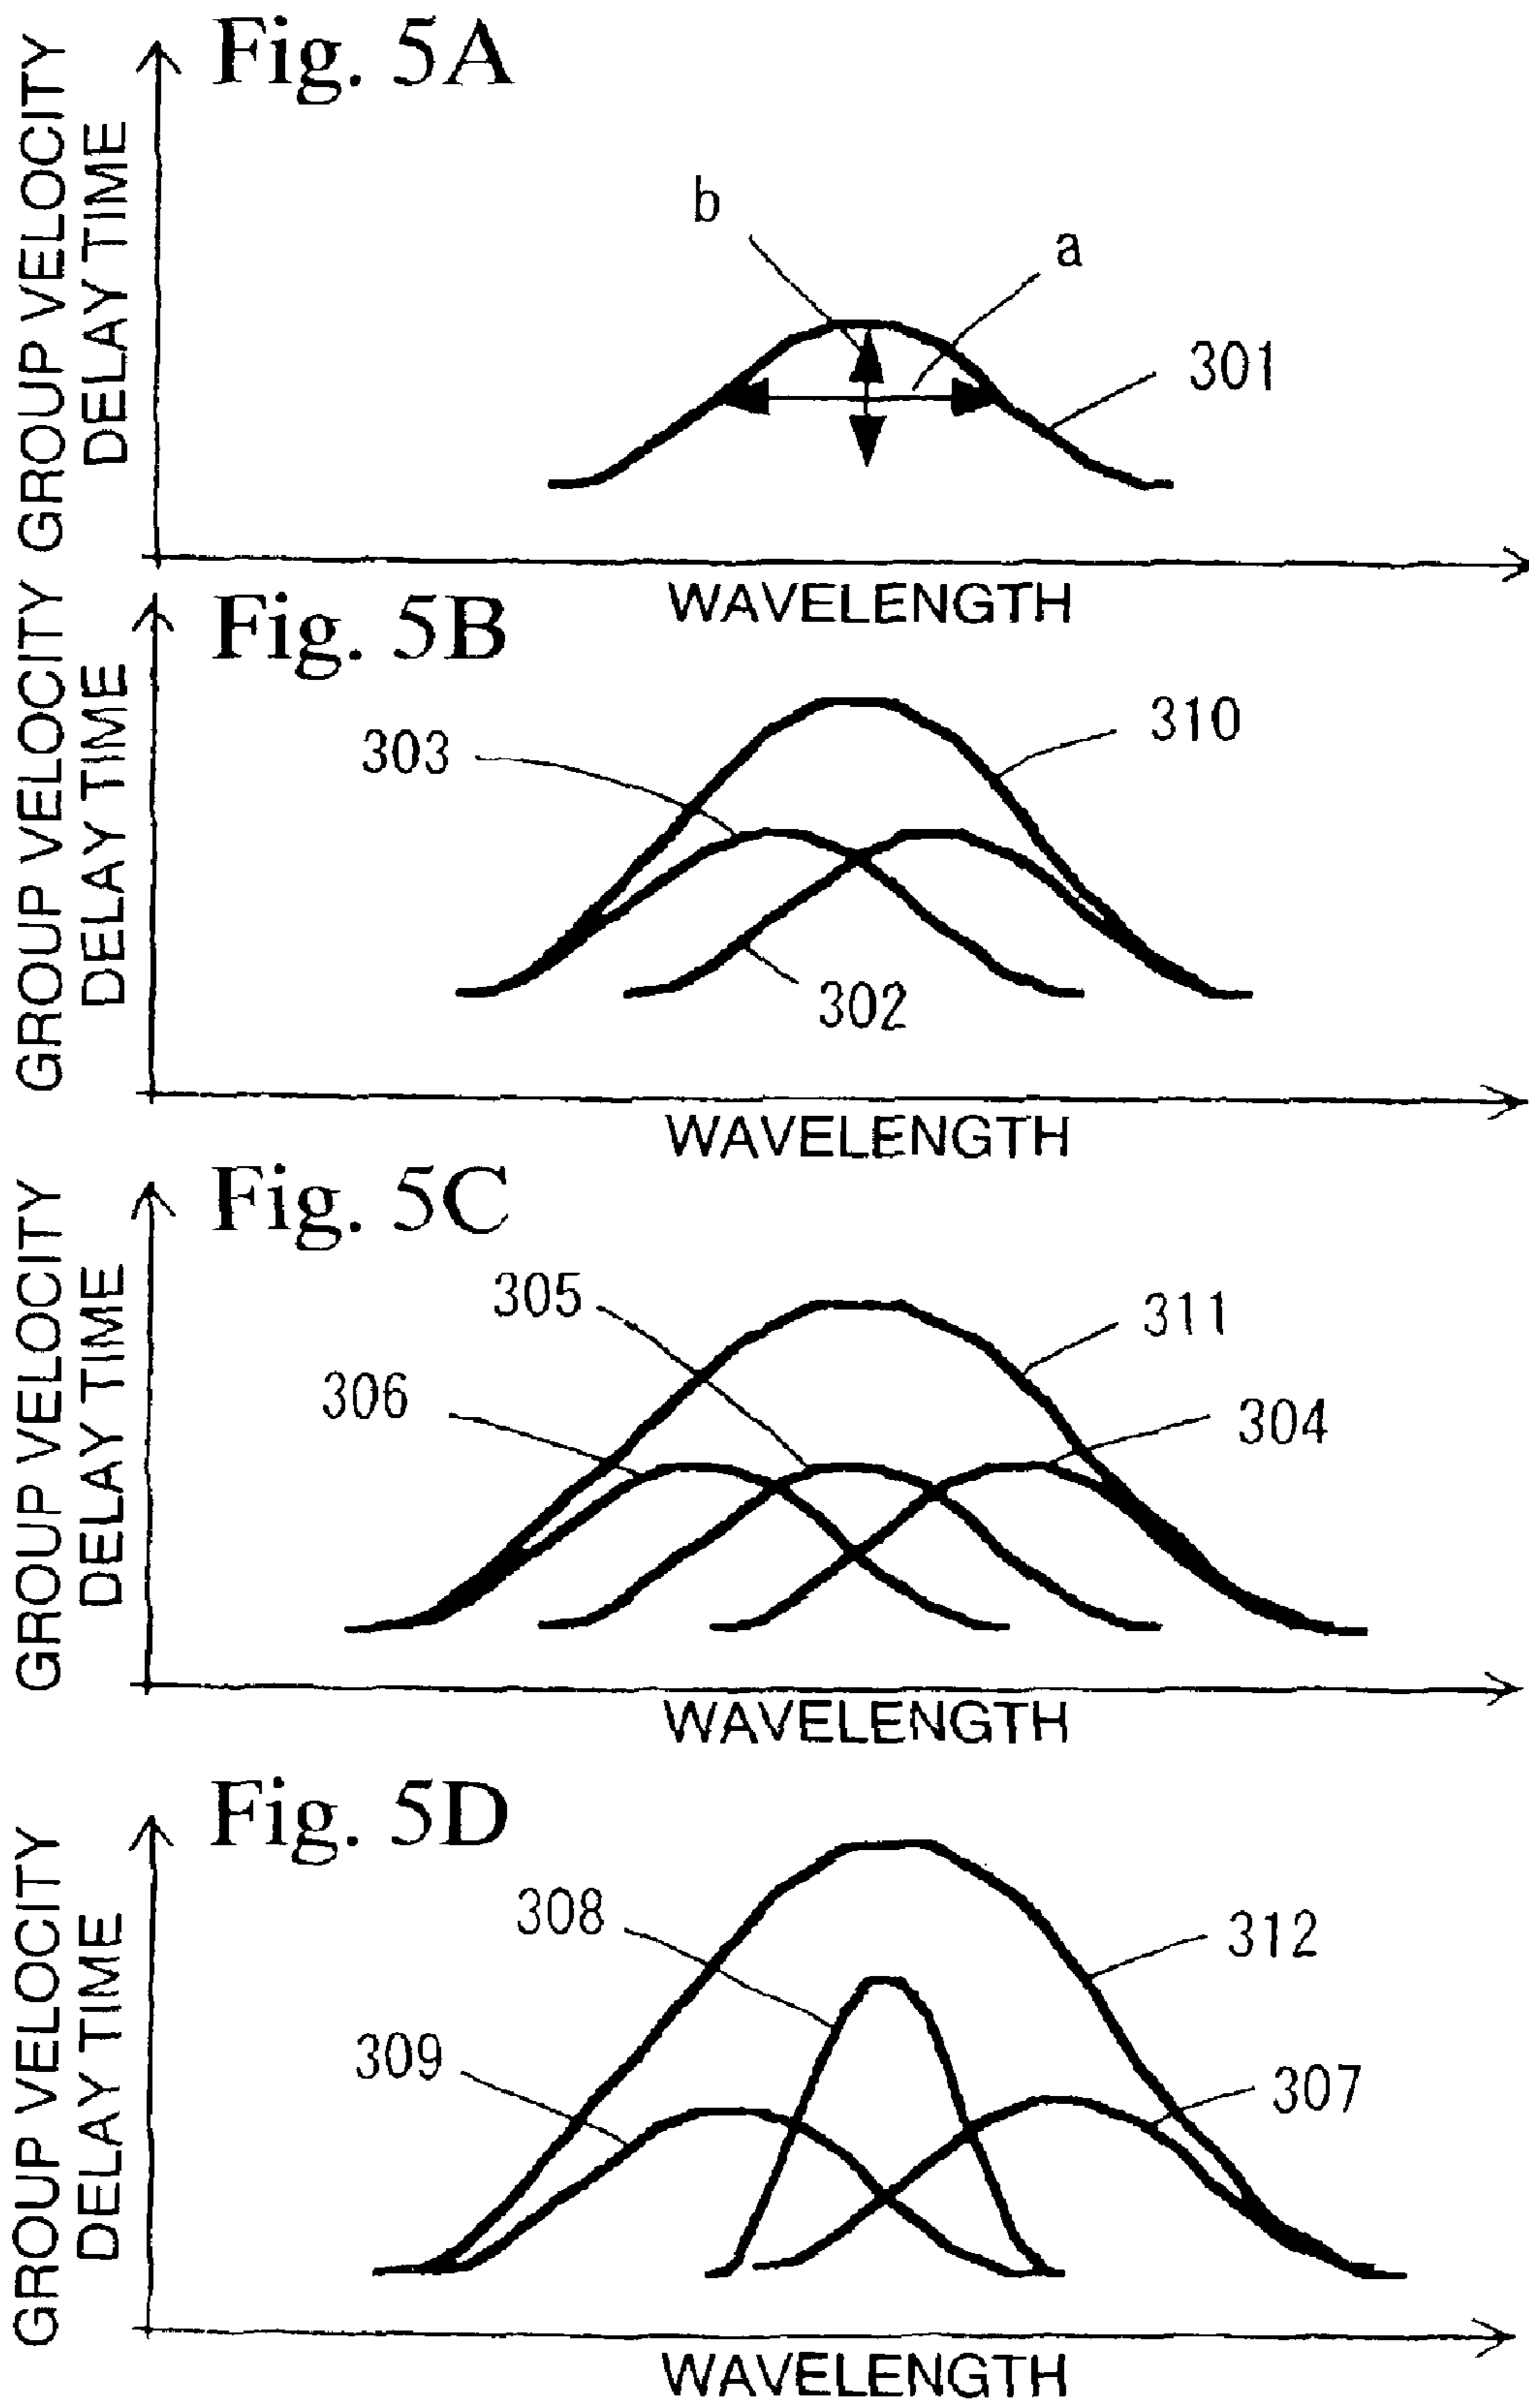 Fig. 5A
GROUP VELOCITY
DELAY TIME
b
a
301
WAVELENGTH
Fig. 5B
GROUP VELOCITY
DELAY TIME
303
310
302
WAVELENGTH
Fig. 5C
GROUP VELOCITY
DELAY TIME
305
311
306
304
WAVELENGTH
Fig. 5D
GROUP VELOCITY
DELAY TIME
308
312
309
307
WAVELENGTH